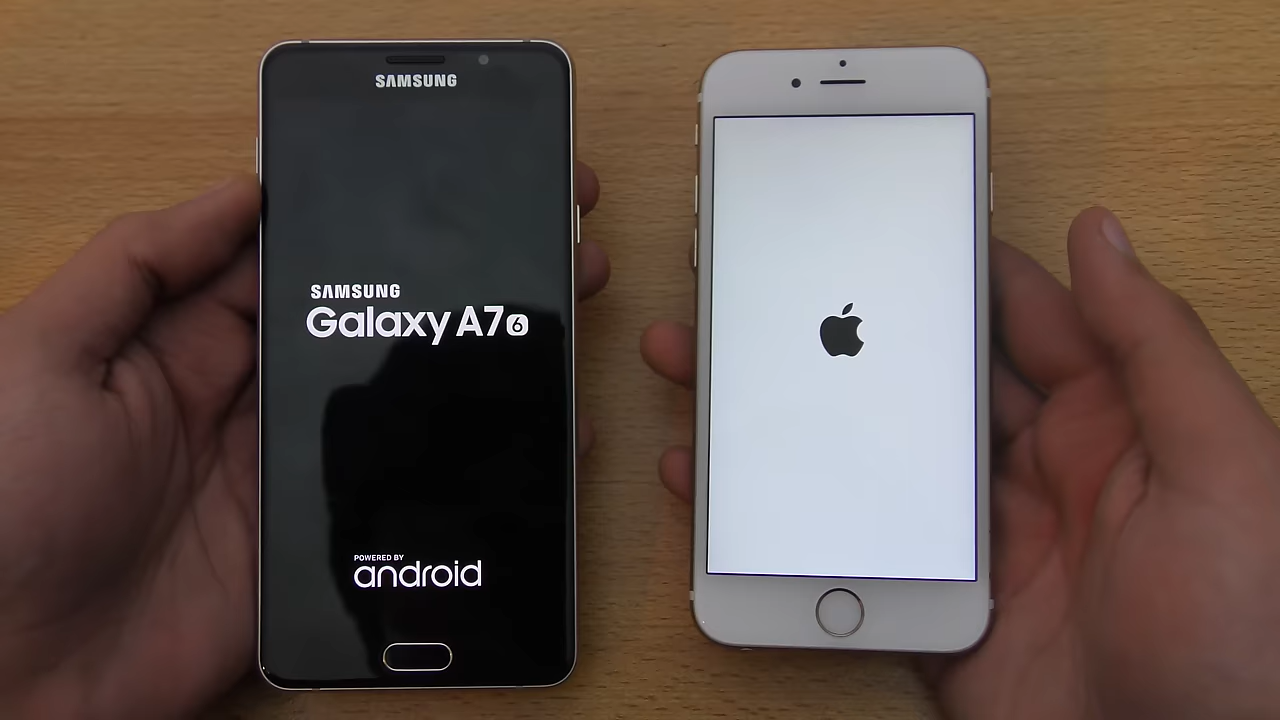 SAMSUNG
SAMSUNG
Galaxy A7 6
POWERED BY
android